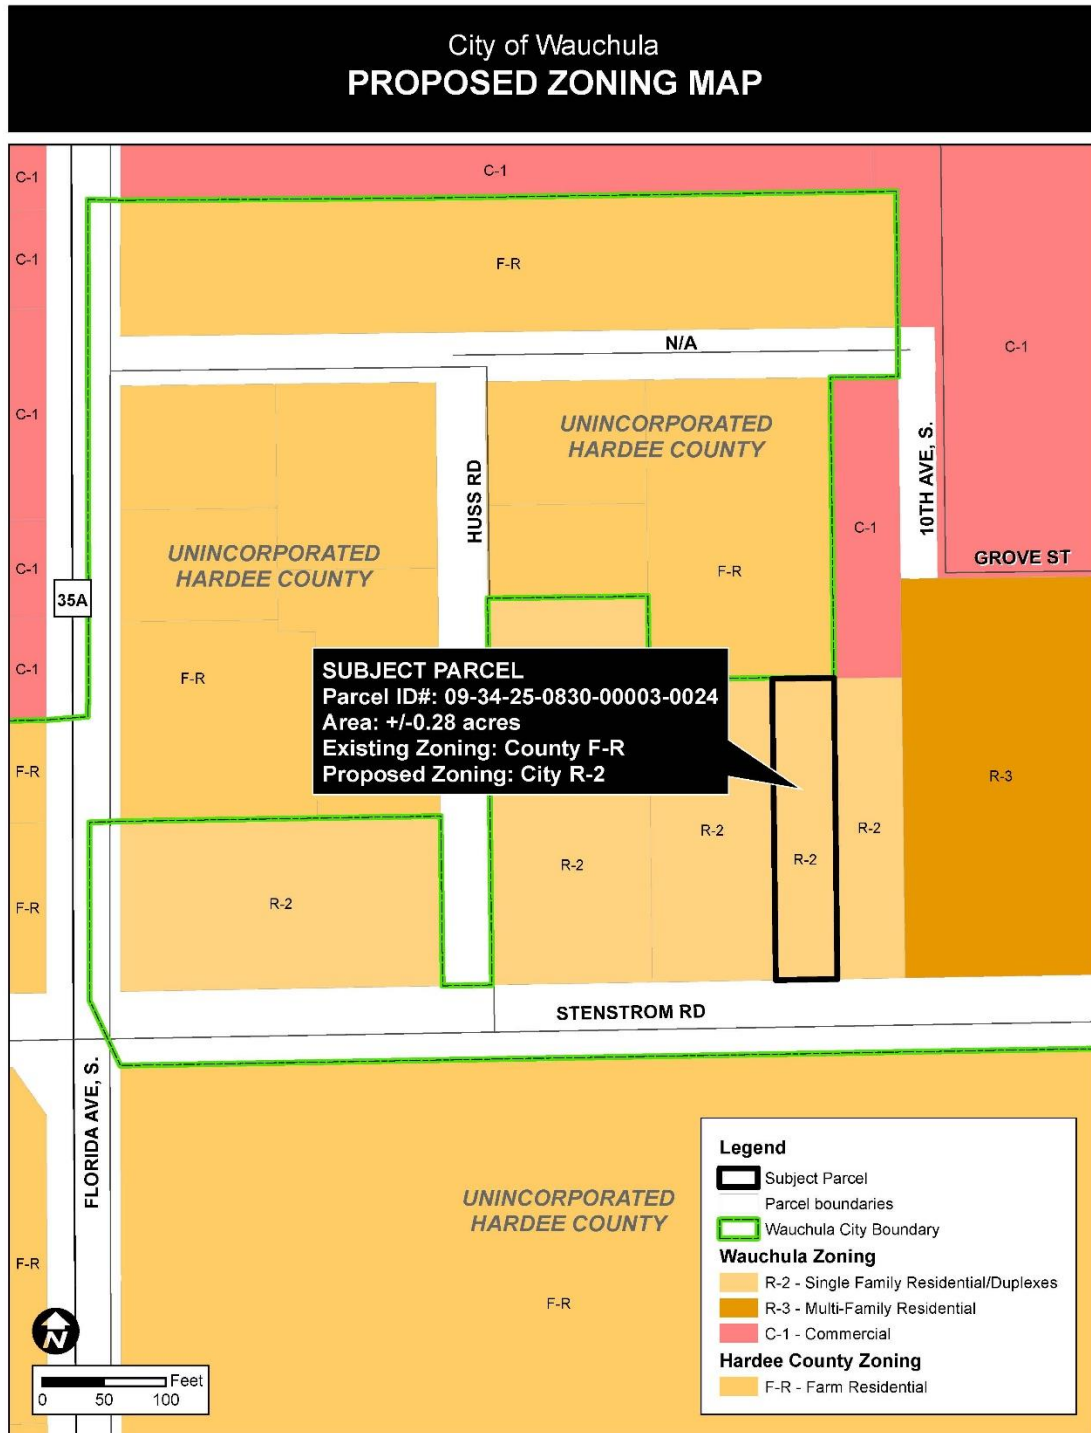 City of Wauchula
PROPOSED ZONING MAP
C-1
C-1
C-1
F-R
N/A
C-1
C-1
UNINCORPORATED
HARDEE COUNTY
10TH AVE, S.
HUSS RD
C-1
UNINCORPORATED
HARDEE COUNTY
GROVE ST
C-1
F-R
35A
C-1
F-R
SUBJECT PARCEL
Parcel ID#: 09-34-25-0830-00003-0024
Area: +/-0.28 acres
Existing Zoning: County F-R
Proposed Zoning: City R-2
F-R
R-3
R-2
R-2
R-2
R-2
F-R
R-2
STENSTROM RD
FLORIDA AVE, S.
UNINCORPORATED
HARDEE COUNTY
F-R
F-R
N
Feet
0 50 100
Legend
Subject Parcel
Parcel boundaries
Wauchula City Boundary
Wauchula Zoning
R-2 - Single Family Residential/Duplexes
R-3 - Multi-Family Residential
C-1 - Commercial
Hardee County Zoning
F-R - Farm Residential